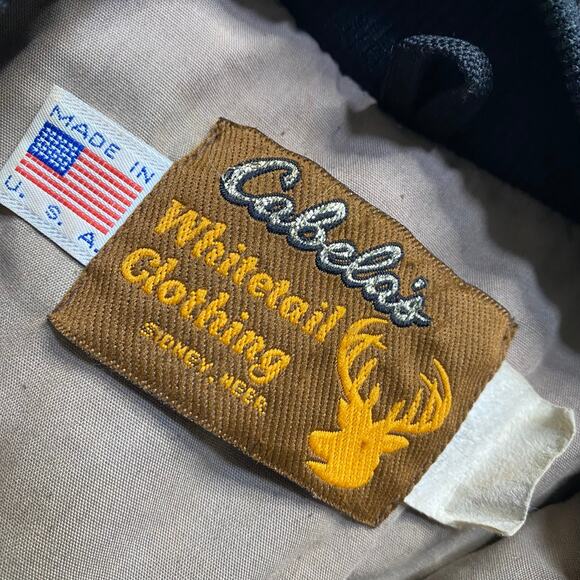 MADE IN
U. S. A.
Cabela's
Whitetail
Clothing
SIDNEY, NEBR